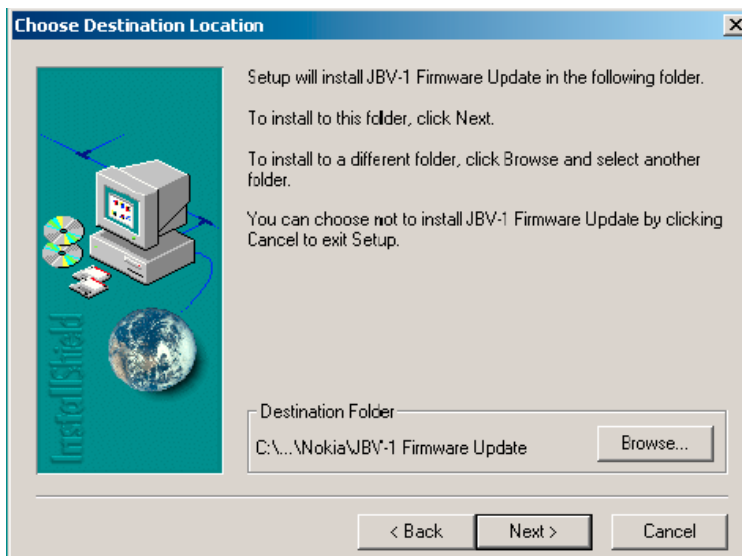 Choose Destination Location
Setup will install JBV-1 Firmware Update in the following folder.
To install to this folder, click Next.
To install to a different folder, click Browse and select another
folder.
You can choose not to install JBV-1 Firmware Update by clicking
Cancel to exit Setup.
InstallShield
Destination Folder
C:\...\Nokia\JBV-1 Firmware Update
Browse...
< Back
Next >
Cancel